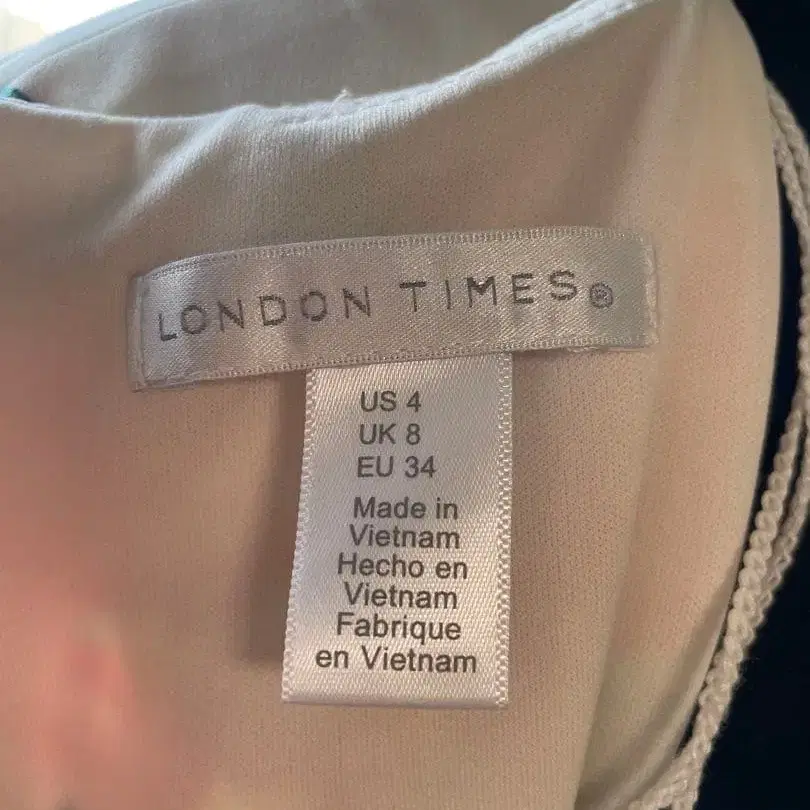 LONDON TIMES®
US 4
UK 8
EU 34
Made in
Vietnam
Hecho en
Vietnam
Fabrique
en Vietnam